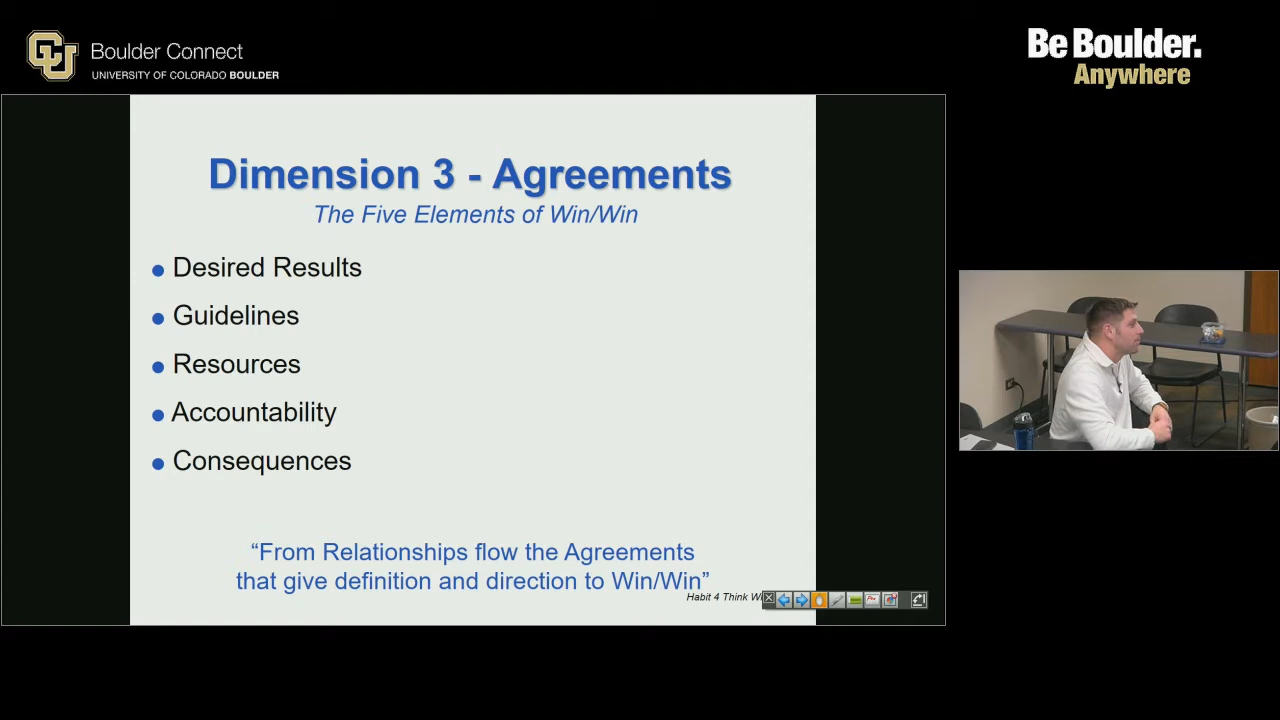 CU
Boulder Connect
UNIVERSITY OF COLORADO BOULDER
Be Boulder.
Anywhere
Dimension 3 - Agreements
The Five Elements of Win/Win
Desired Results
Guidelines
Resources
Accountability
Consequences
“From Relationships flow the Agreements
that give definition and direction to Win/Win”
Habit 4 Think